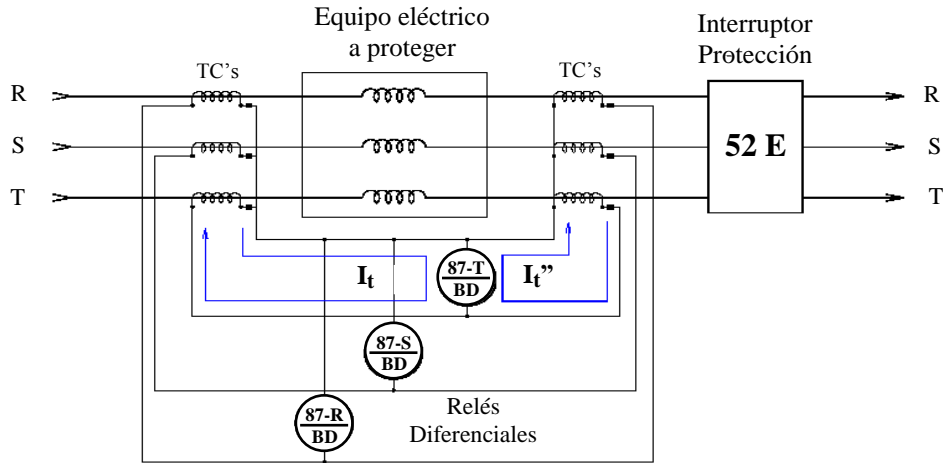 Equipo eléctrico
a proteger
Interruptor
Protección
TC's
TC's
R
R
S
52 E
S
T
T
It
It”
87-T
BD
87-S
BD
87-R
BD
Relés
Diferenciales